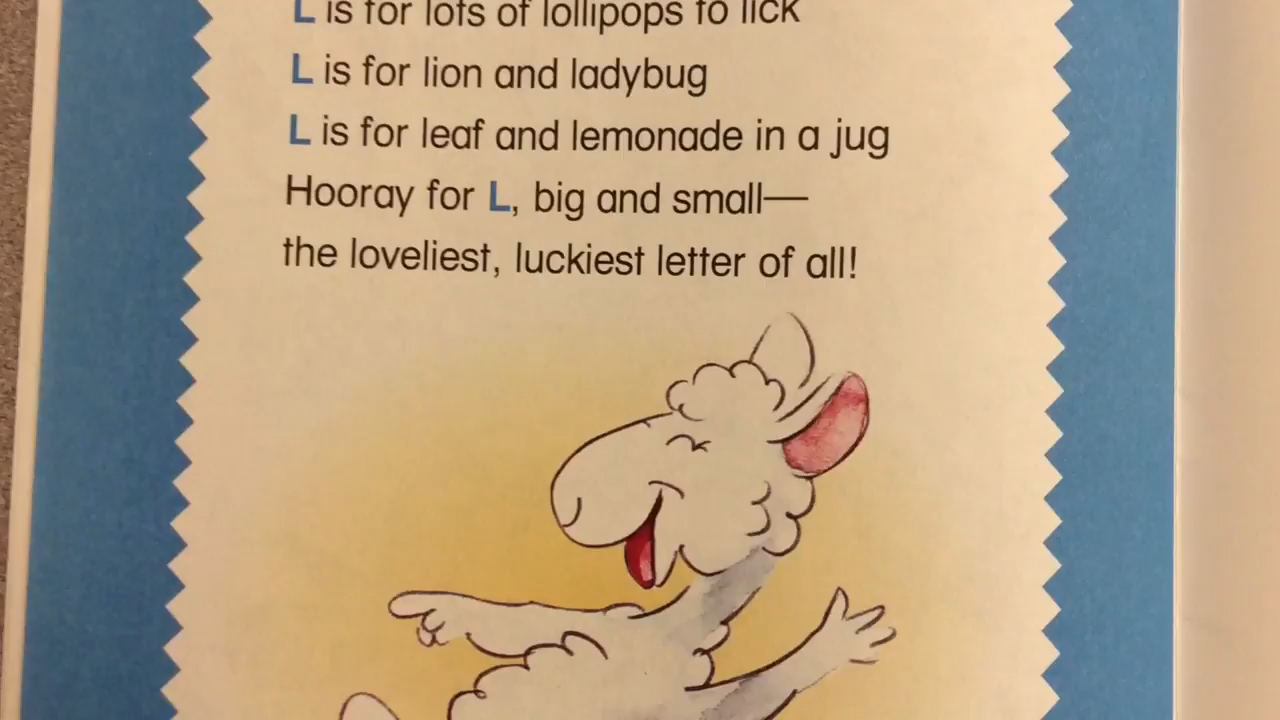 L is for lots of lollipops to lick
L is for lion and ladybug
L is for leaf and lemonade in a jug
Hooray for L, big and small—
the loveliest, luckiest letter of all!